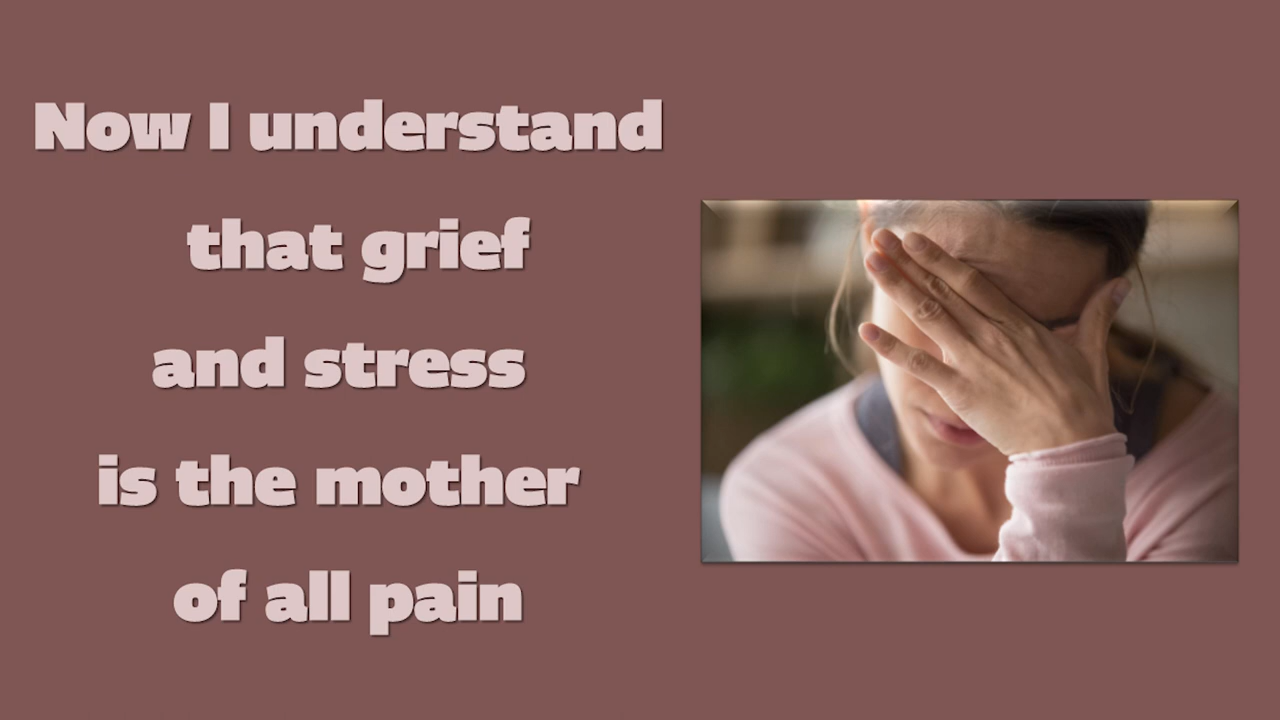 Now I understand
that grief
and stress
is the mother
of all pain